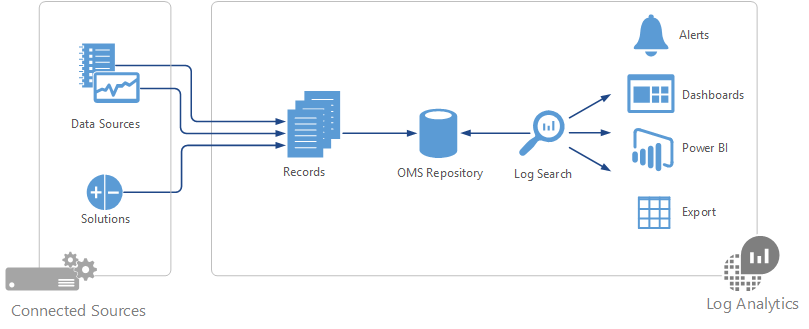 Alerts
Data Sources
Dashboards
Power BI
Records
OMS Repository
Log Search
Solutions
Export
Connected Sources
Log Analytics